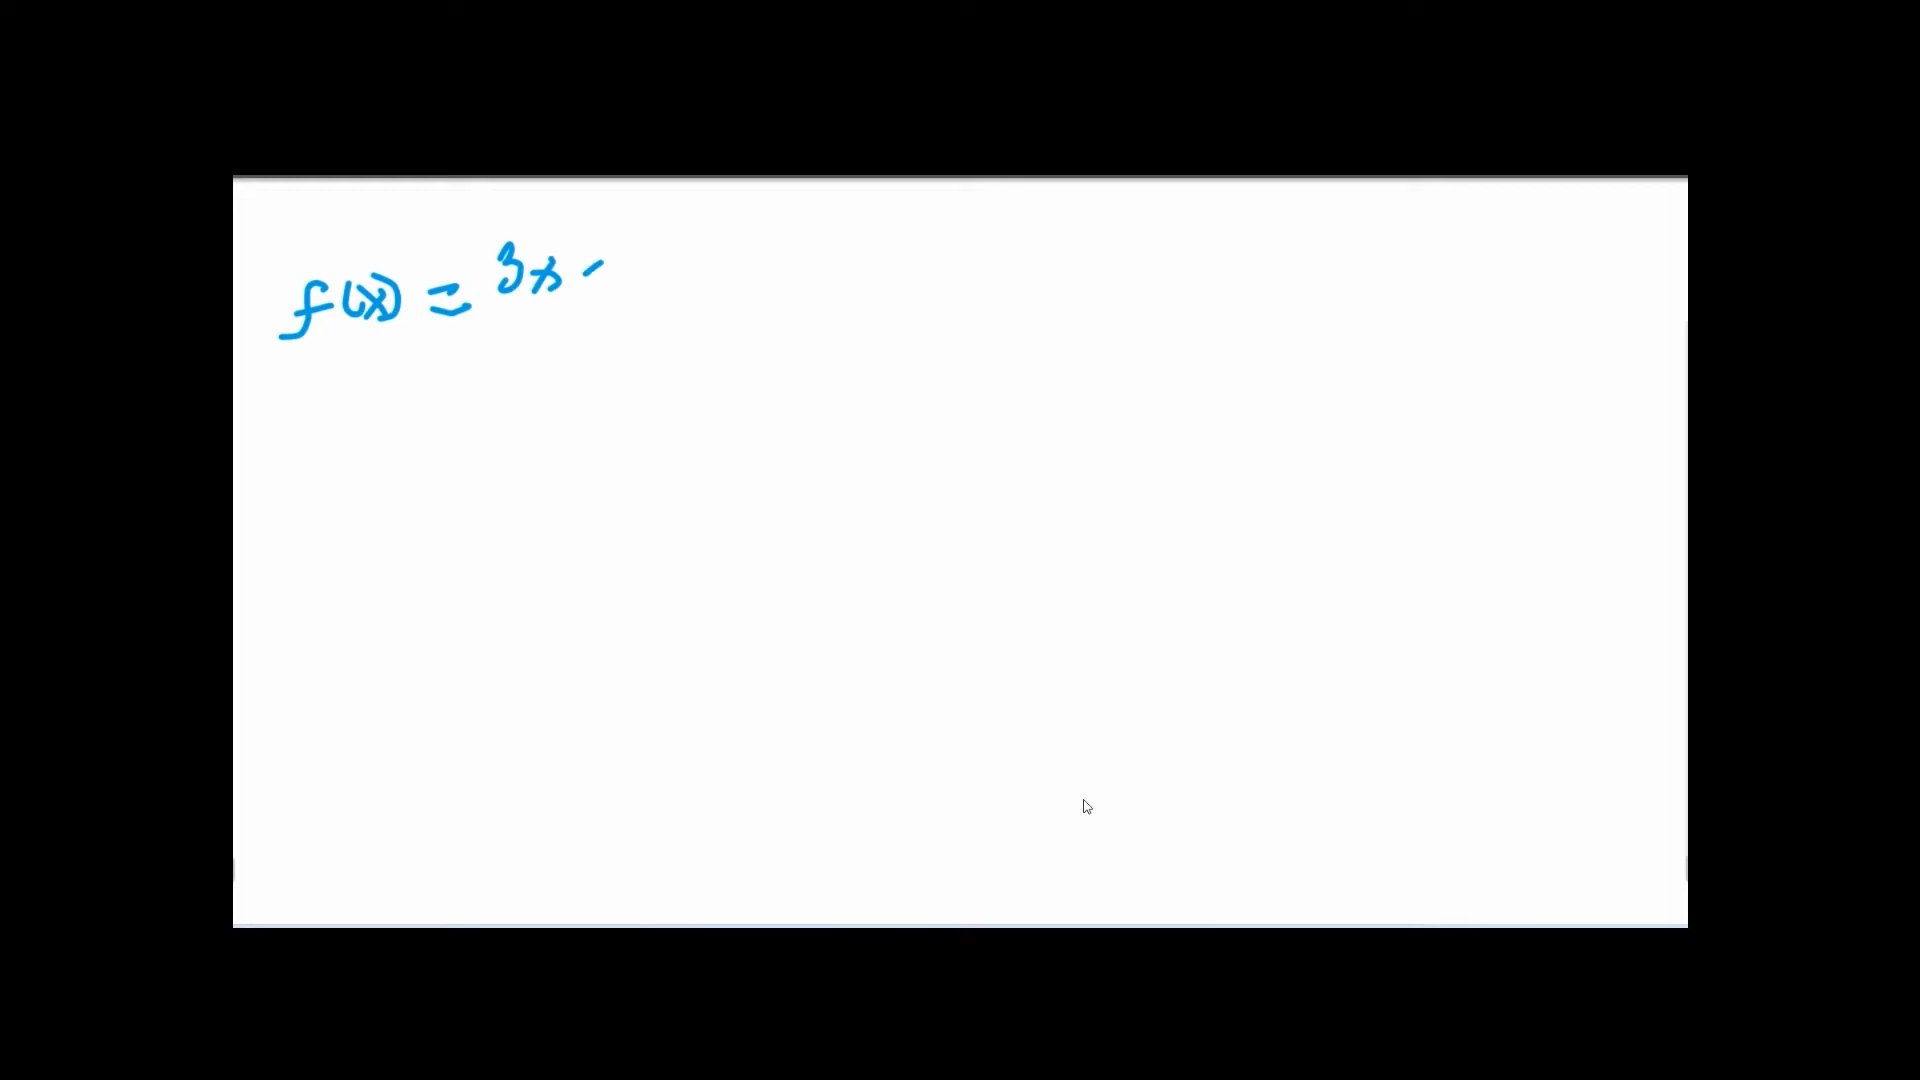 f(x) = 3x -